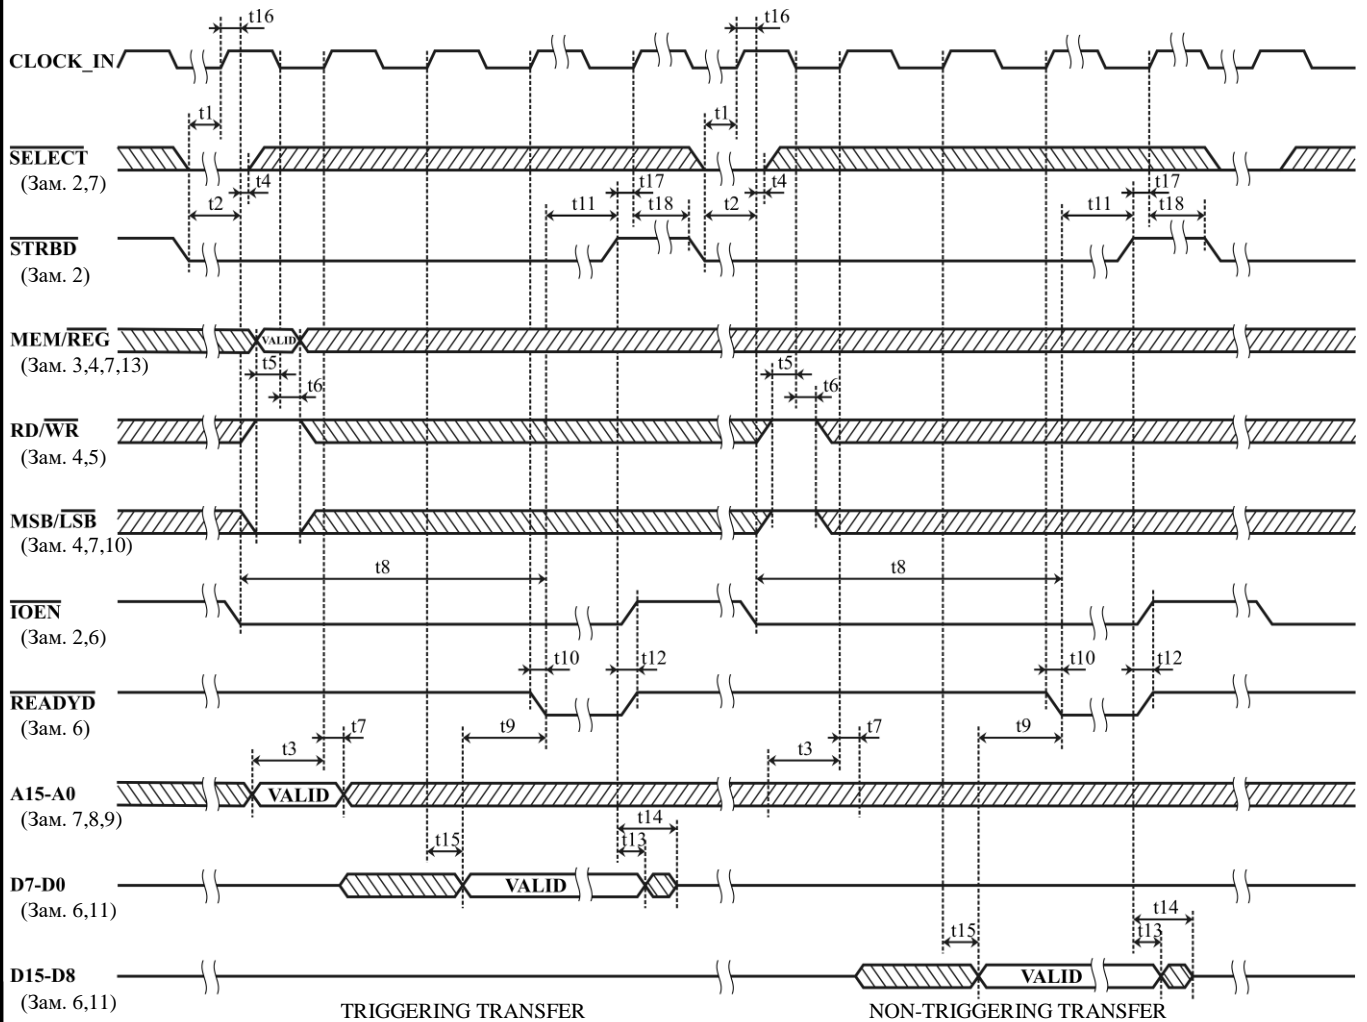 t16 t16
CLOCK_IN
t1 t1
SELECT
(Зам. 2,7)
t4 t17 t4 t17
t2 t11 t18 t2 t11 t18
STRBD
(Зам. 2)
MEM/REG VALID
(Зам. 3,4,7,13)
t5 t5
t6 t6
RD/WR
(Зам. 4,5)
MSB/LSB
(Зам. 4,7,10)
t8 t8
IOEN
(Зам. 2,6)
t10 t12 t10 t12
READYD
(Зам. 6)
t7 t9 t7 t9
t3 t3
A15-A0 VALID
(Зам. 7,8,9)
t14
t15 t13
D7-D0 VALID
(Зам. 6,11)
t14
t15 t13
D15-D8 VALID
(Зам. 6,11)
TRIGGERING TRANSFER NON-TRIGGERING TRANSFER